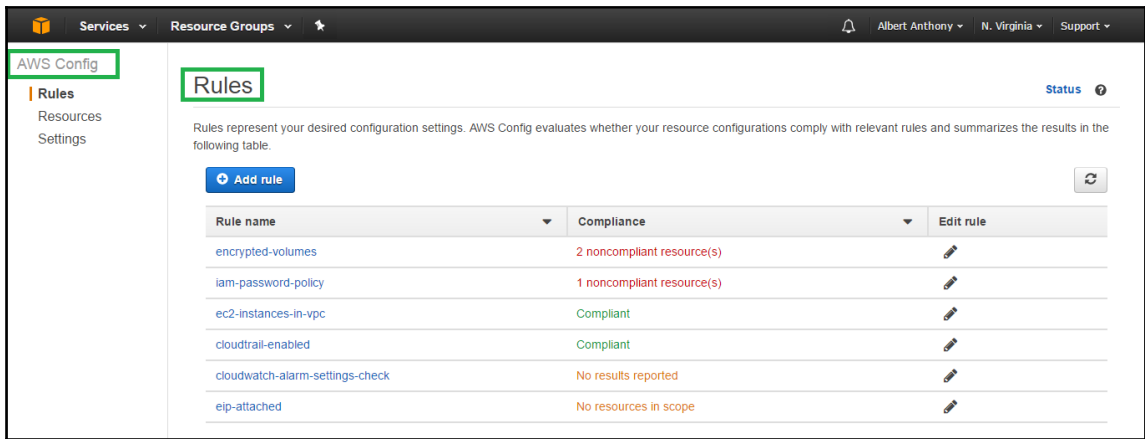 Services Resource Groups Albert Anthony N. Virginia Support
AWS Config
Rules
Resources
Settings
Rules
Status
Rules represent your desired configuration settings. AWS Config evaluates whether your resource configurations comply with relevant rules and summarizes the results in the
following table.
Add rule
Rule name Compliance Edit rule
encrypted-volumes 2 noncompliant resource(s)
iam-password-policy 1 noncompliant resource(s)
ec2-instances-in-vpc Compliant
cloudtrail-enabled Compliant
cloudwatch-alarm-settings-check No results reported
eip-attached No resources in scope